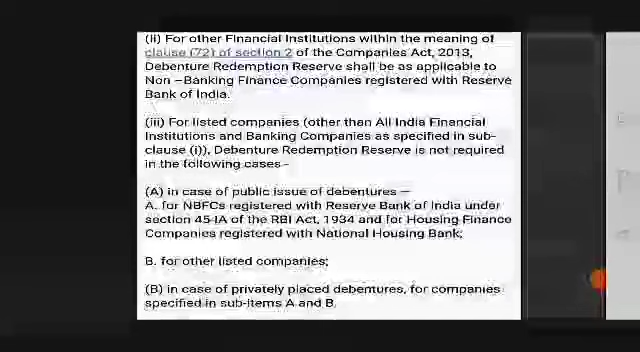 (ii) For other Financial Institutions within the meaning of
clause (72) of section 2 of the Companies Act, 2013,
Debenture Redemption Reserve shall be as applicable to
Non –Banking Finance Companies registered with Reserve
Bank of India.
(iii) For listed companies (other than All India Financial
Institutions and Banking Companies as specified in sub-
clause (i)), Debenture Redemption Reserve is not required
in the following cases-
(A) in case of public issue of debentures –
A. for NBFCs registered with Reserve Bank of India under
section 45-IA of the RBI Act, 1934 and for Housing Finance
Companies registered with National Housing Bank;
B. for other listed companies;
(B) in case of privately placed debentures, for companies
specified in sub-items A and B.